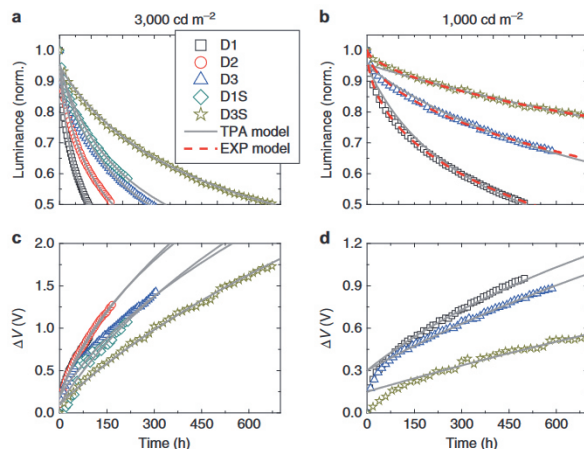 a 3,000 cd m⁻²
b 1,000 cd m⁻²
Luminance (norm.)
1.0
0.9
0.8
0.7
0.6
0.5
D1
D2
D3
D1S
D3S
TPA model
EXP model
Luminance (norm.)
1.0
0.9
0.8
0.7
0.6
0.5
c
ΔV (V)
2.0
1.5
1.0
0.5
0.0
0 150 300 450 600
Time (h)
d
ΔV (V)
1.2
0.9
0.6
0.3
0.0
0 150 300 450 600
Time (h)